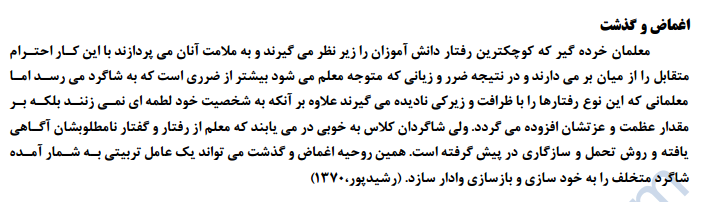 اغماض و گذشت
معلمان خرده گیر که کوچکترین رفتار دانش آموزان را زیر نظر می گیرند و به ملامت آنان می پردازند با این کار احترام
متقابل را از میان بر می دارند و در نتیجه ضرر و زیانی که متوجه معلم می شود بیشتر از ضرری است که به شاگرد می رسد اما
معلمانی که این نوع رفتارها را با ظرافت و زیرکی نادیده می گیرند علاوه بر آنکه به شخصیت خود لطمه ای نمی زنند بلکه بر
مقدار عظمت و عزتشان افزوده می گردد. ولی شاگردان کلاس به خوبی در می یابند که معلم از رفتار و گفتار نامطلوبشان آگاهی
یافته و روش تحمل و سازگاری در پیش گرفته است. همین روحیه اغماض و گذشت می تواند یک عامل تربیتی به شمار آمده
شاگرد متخلف را به خود سازی و بازسازی وادار سازد. (رشیدپور،۱۳۷۰)